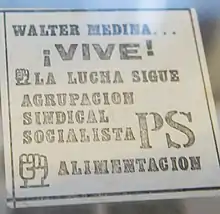 WALTER MEDINA...
¡VIVE!
LA LUCHA SIGUE
AGRUPACION
SINDICAL
SOCIALISTA PS
ALIMENTACION